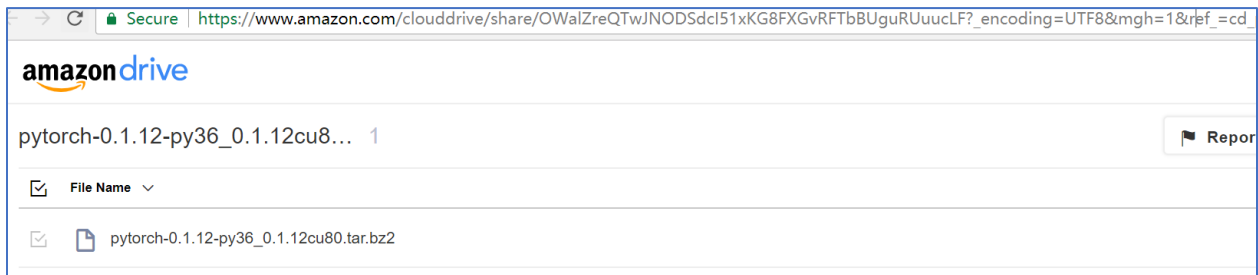 Secure https://www.amazon.com/clouddrive/share/OWalZreQTwJNODSdcI51xKG8FXGvRFTbBUguRUuucLF?_encoding=UTF8&mgh=1&ref_=cd_
amazon drive
pytorch-0.1.12-py36_0.1.12cu8... 1
Repor
File Name
pytorch-0.1.12-py36_0.1.12cu80.tar.bz2